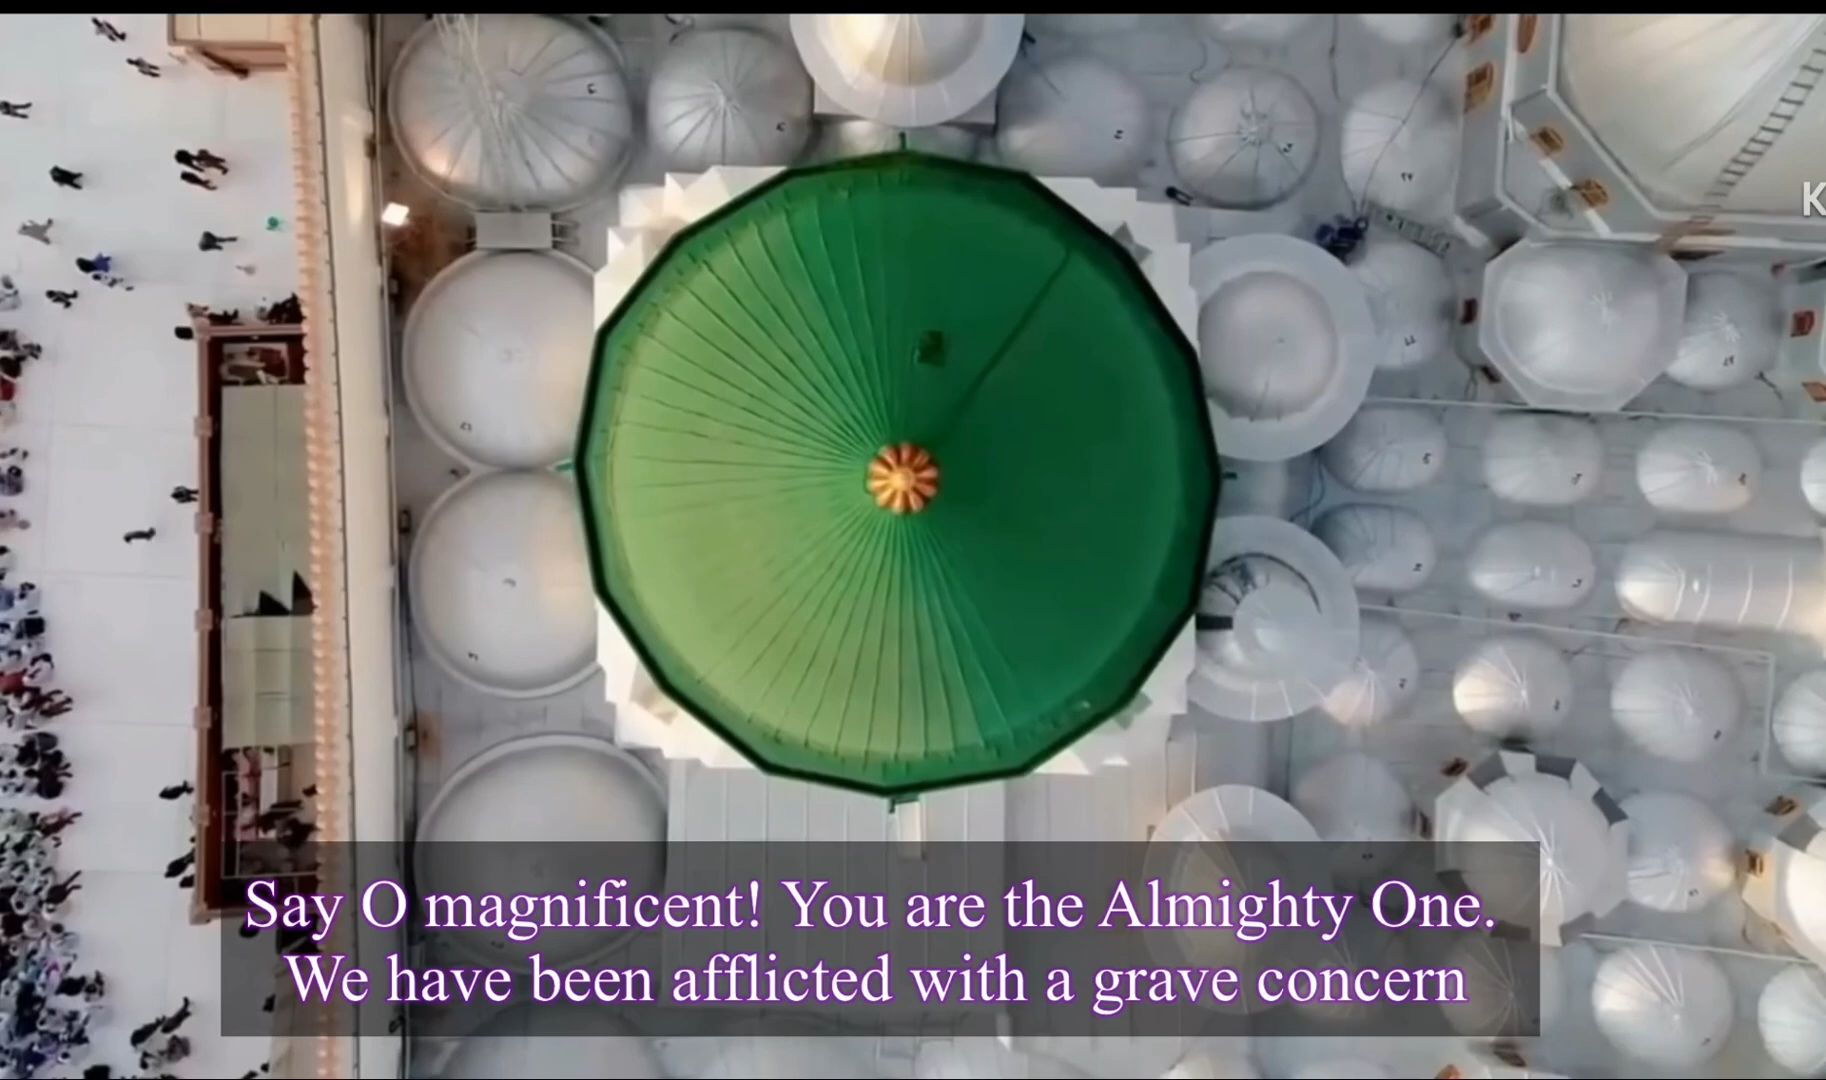 K
Say O magnificent! You are the Almighty One.
We have been afflicted with a grave concern